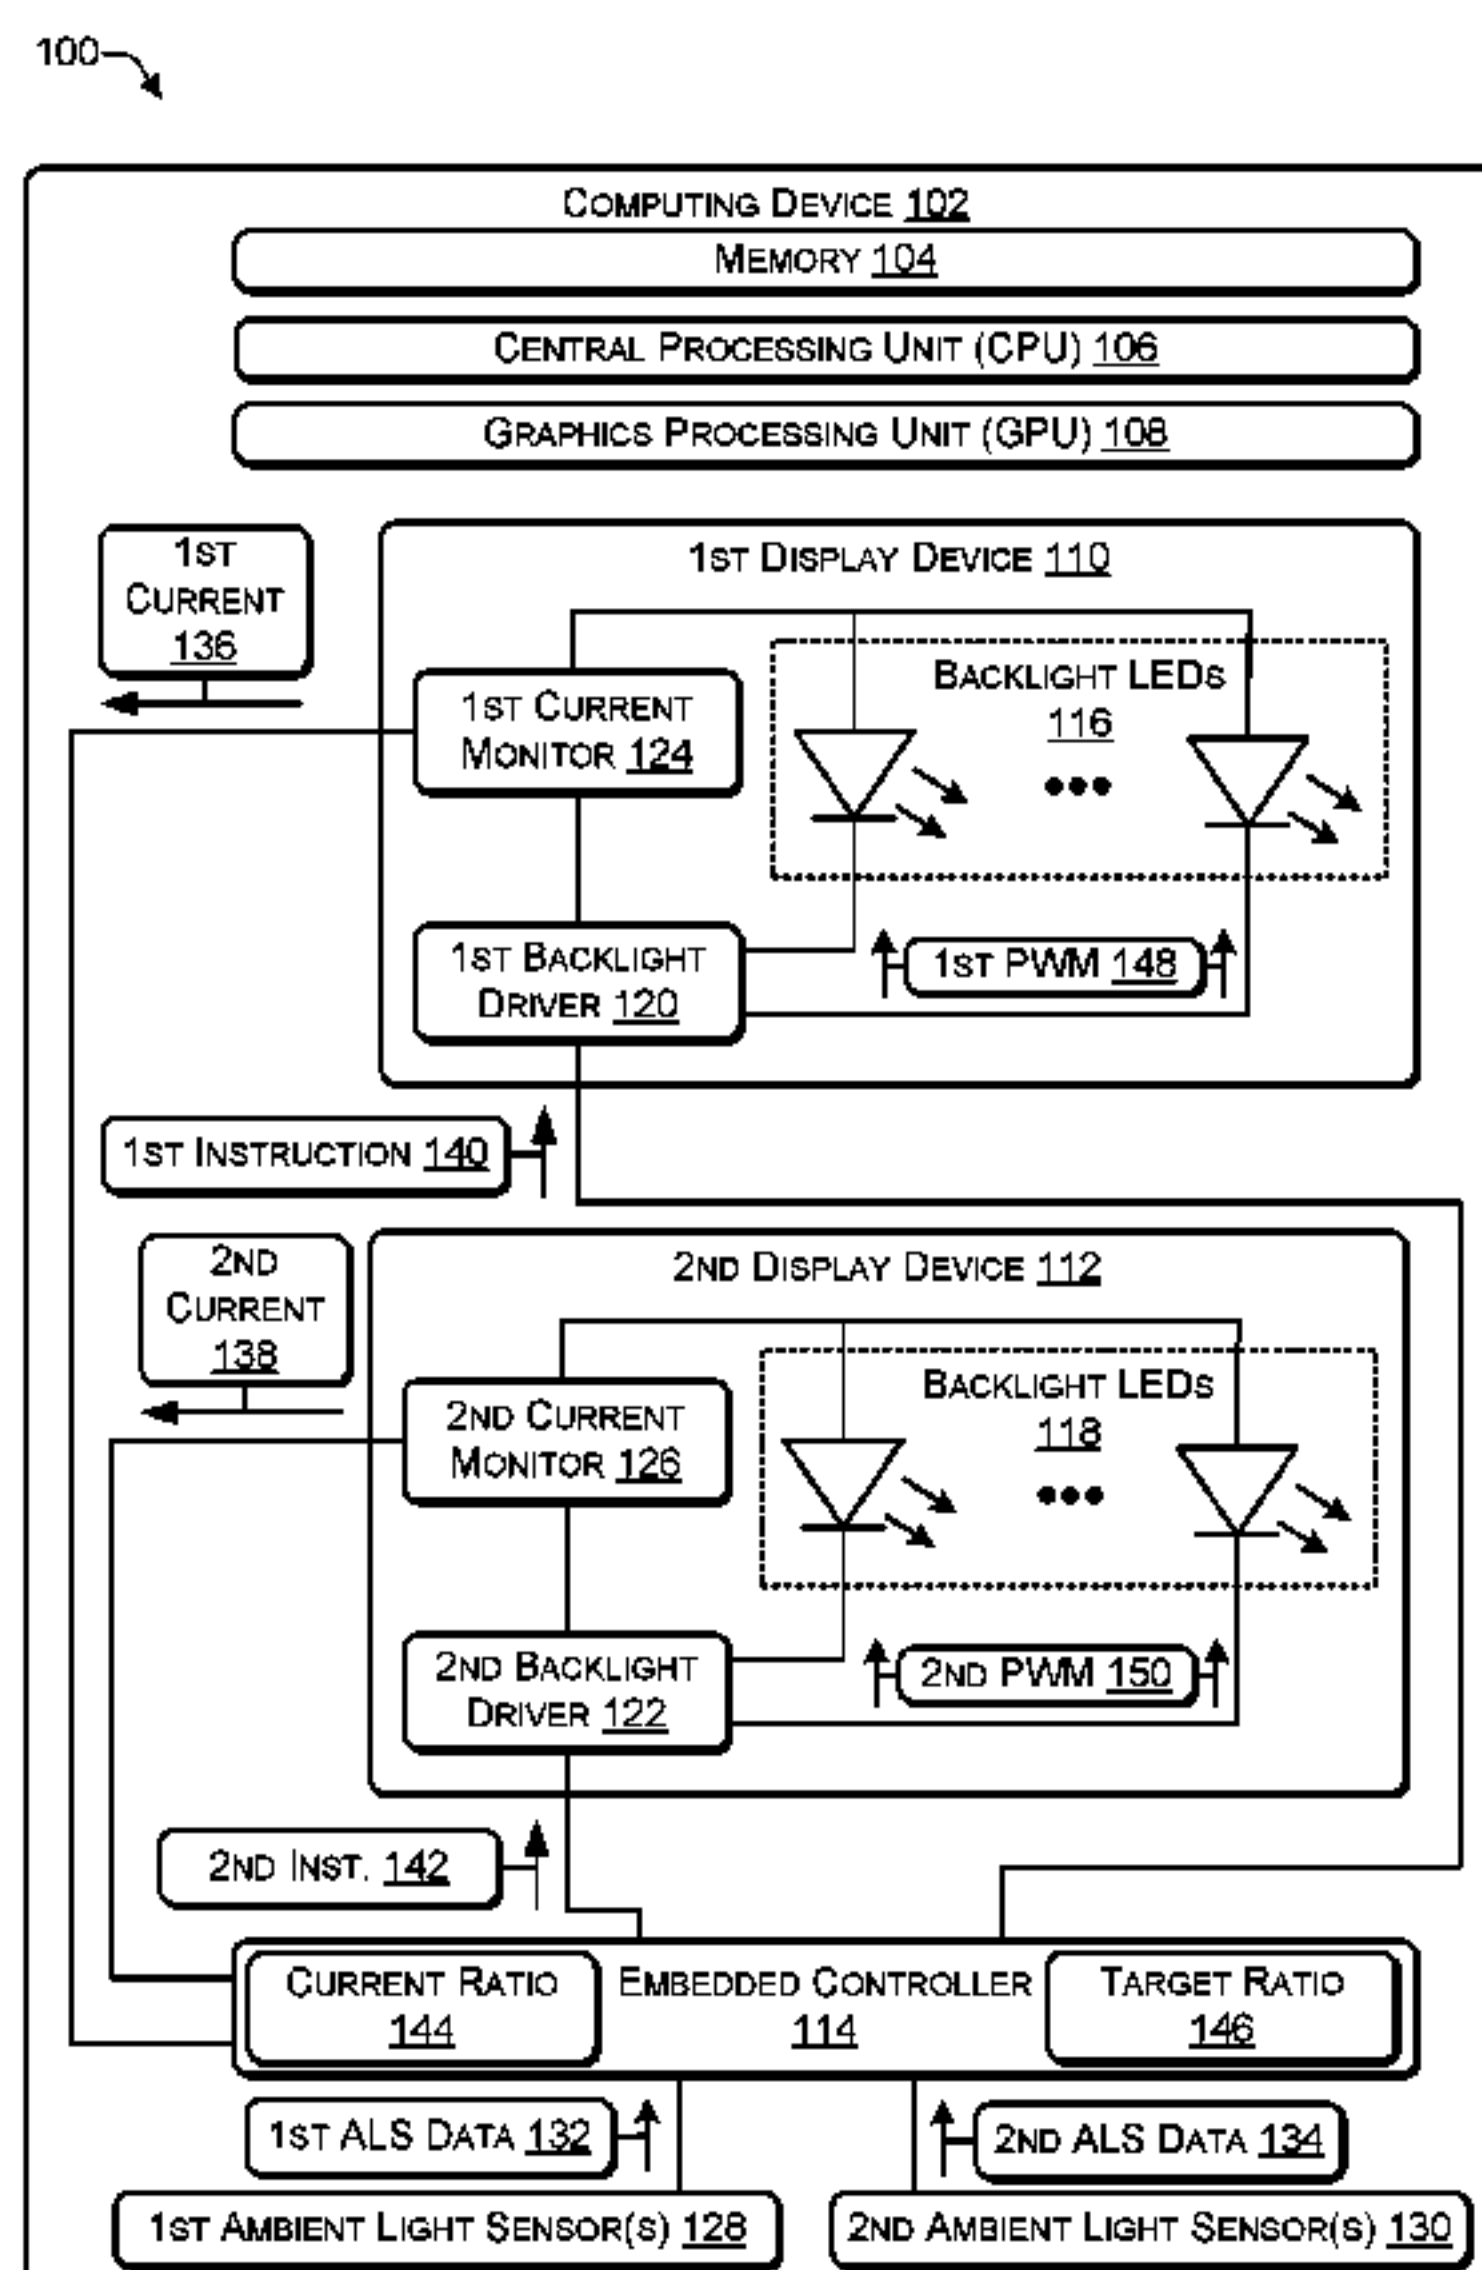 100
COMPUTING DEVICE 102
MEMORY 104
CENTRAL PROCESSING UNIT (CPU) 106
GRAPHICS PROCESSING UNIT (GPU) 108
1ST
CURRENT
136
1ST DISPLAY DEVICE 110
1ST CURRENT
MONITOR 124
BACKLIGHT LEDS
116
1ST BACKLIGHT
DRIVER 120
1ST PWM 148
1ST INSTRUCTION 140
2ND
CURRENT
138
2ND DISPLAY DEVICE 112
2ND CURRENT
MONITOR 126
BACKLIGHT LEDS
118
2ND BACKLIGHT
DRIVER 122
2ND PWM 150
2ND INST. 142
CURRENT RATIO
144
EMBEDDED CONTROLLER
114
TARGET RATIO
146
1ST ALS DATA 132
2ND ALS DATA 134
1ST AMBIENT LIGHT SENSOR(S) 128
2ND AMBIENT LIGHT SENSOR(S) 130